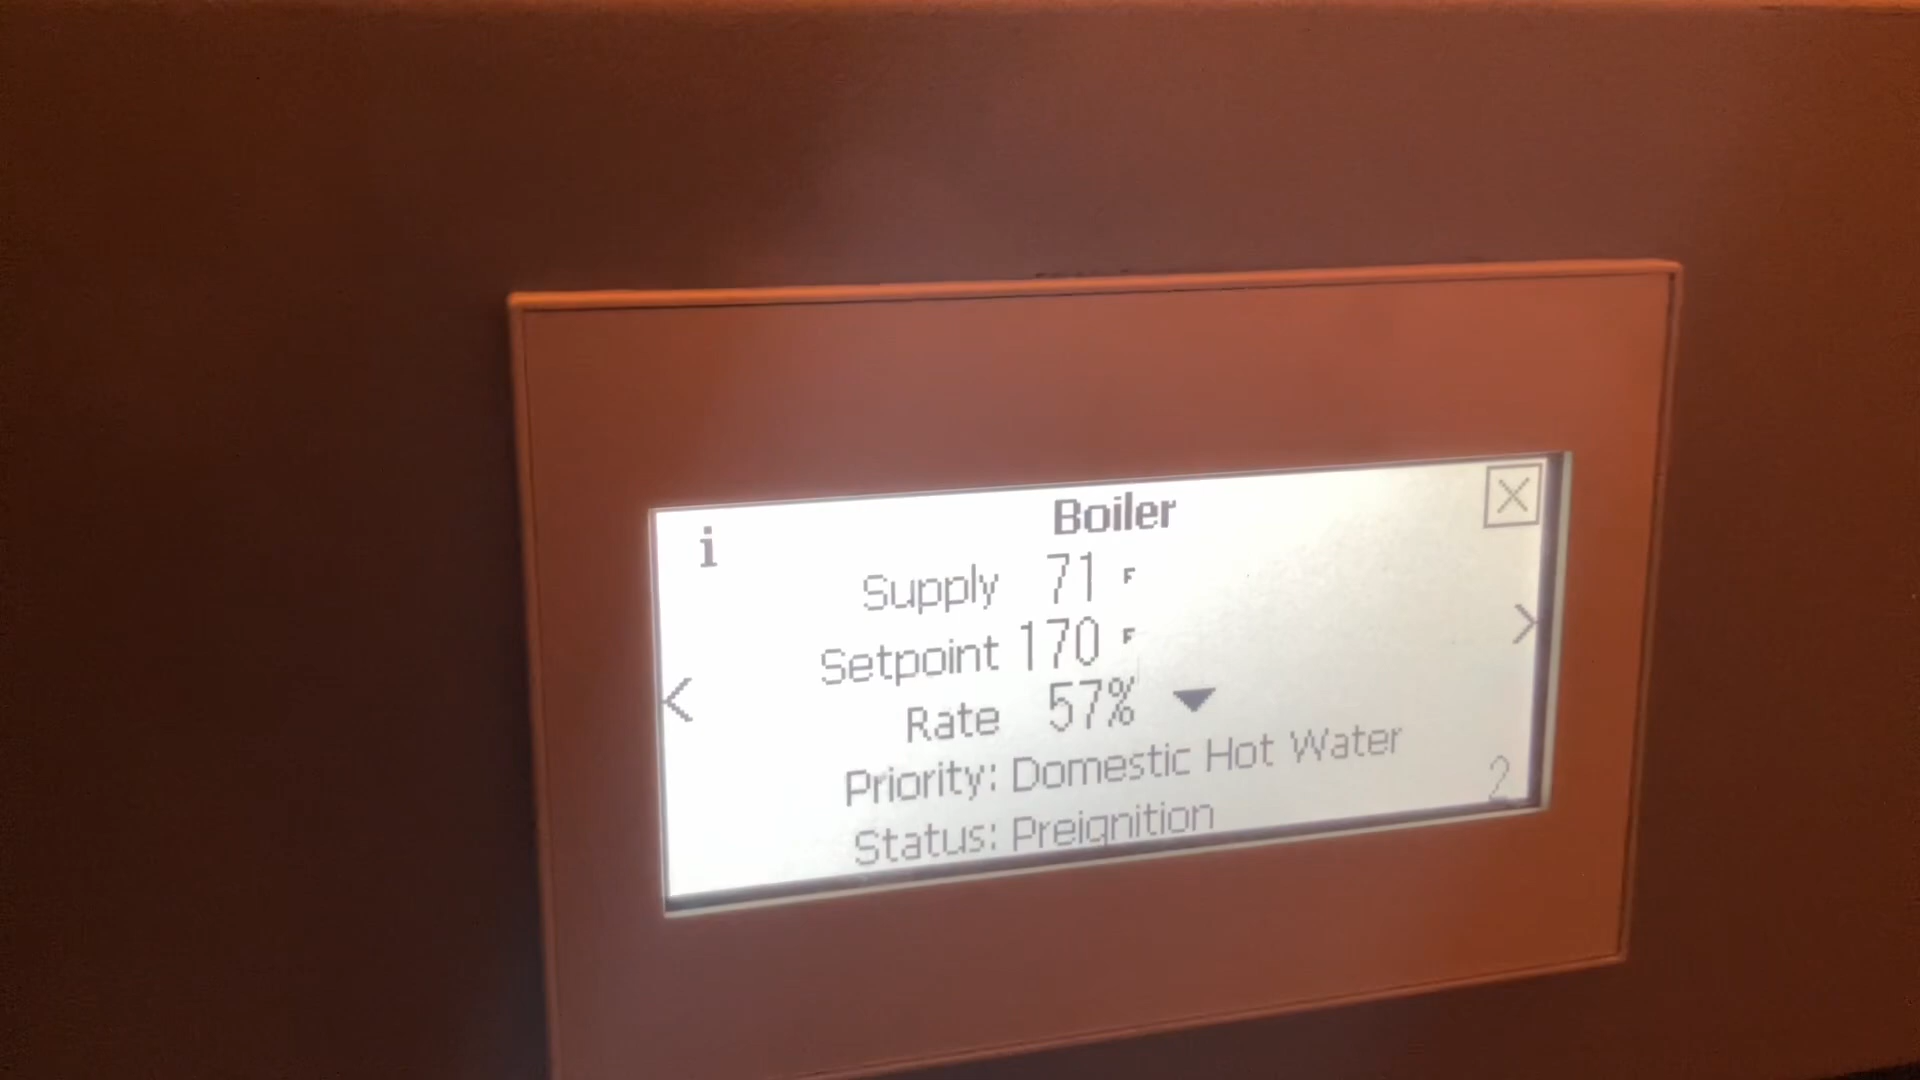 Boiler
i
Supply 71 F
Setpoint 170 F
Rate 57%
Priority: Domestic Hot Water
2
Status: Preignition